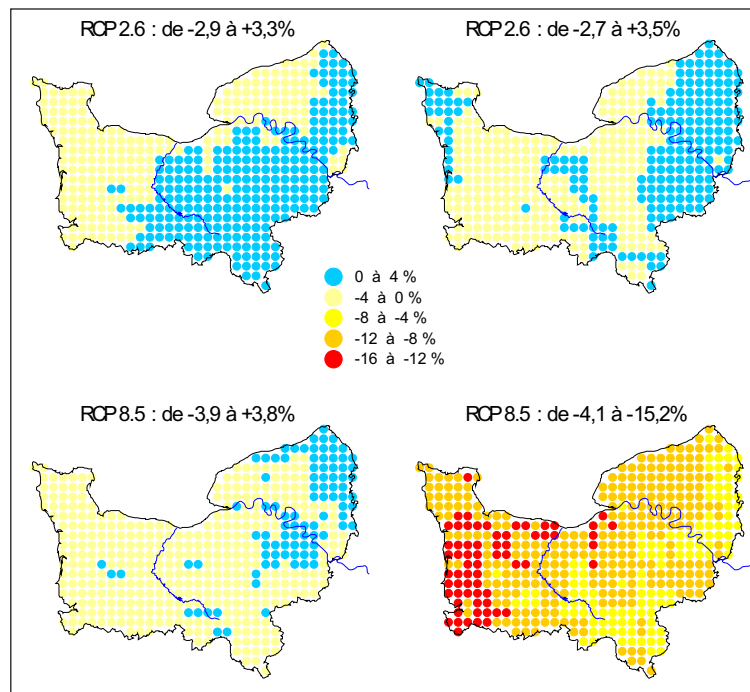 RCP 2.6 : de -2,9 à +3,3%
RCP 2.6 : de -2,7 à +3,5%
0 à 4 %
-4 à 0 %
-8 à -4 %
-12 à -8 %
-16 à -12 %
RCP 8.5 : de -3,9 à +3,8%
RCP 8.5 : de -4,1 à -15,2%